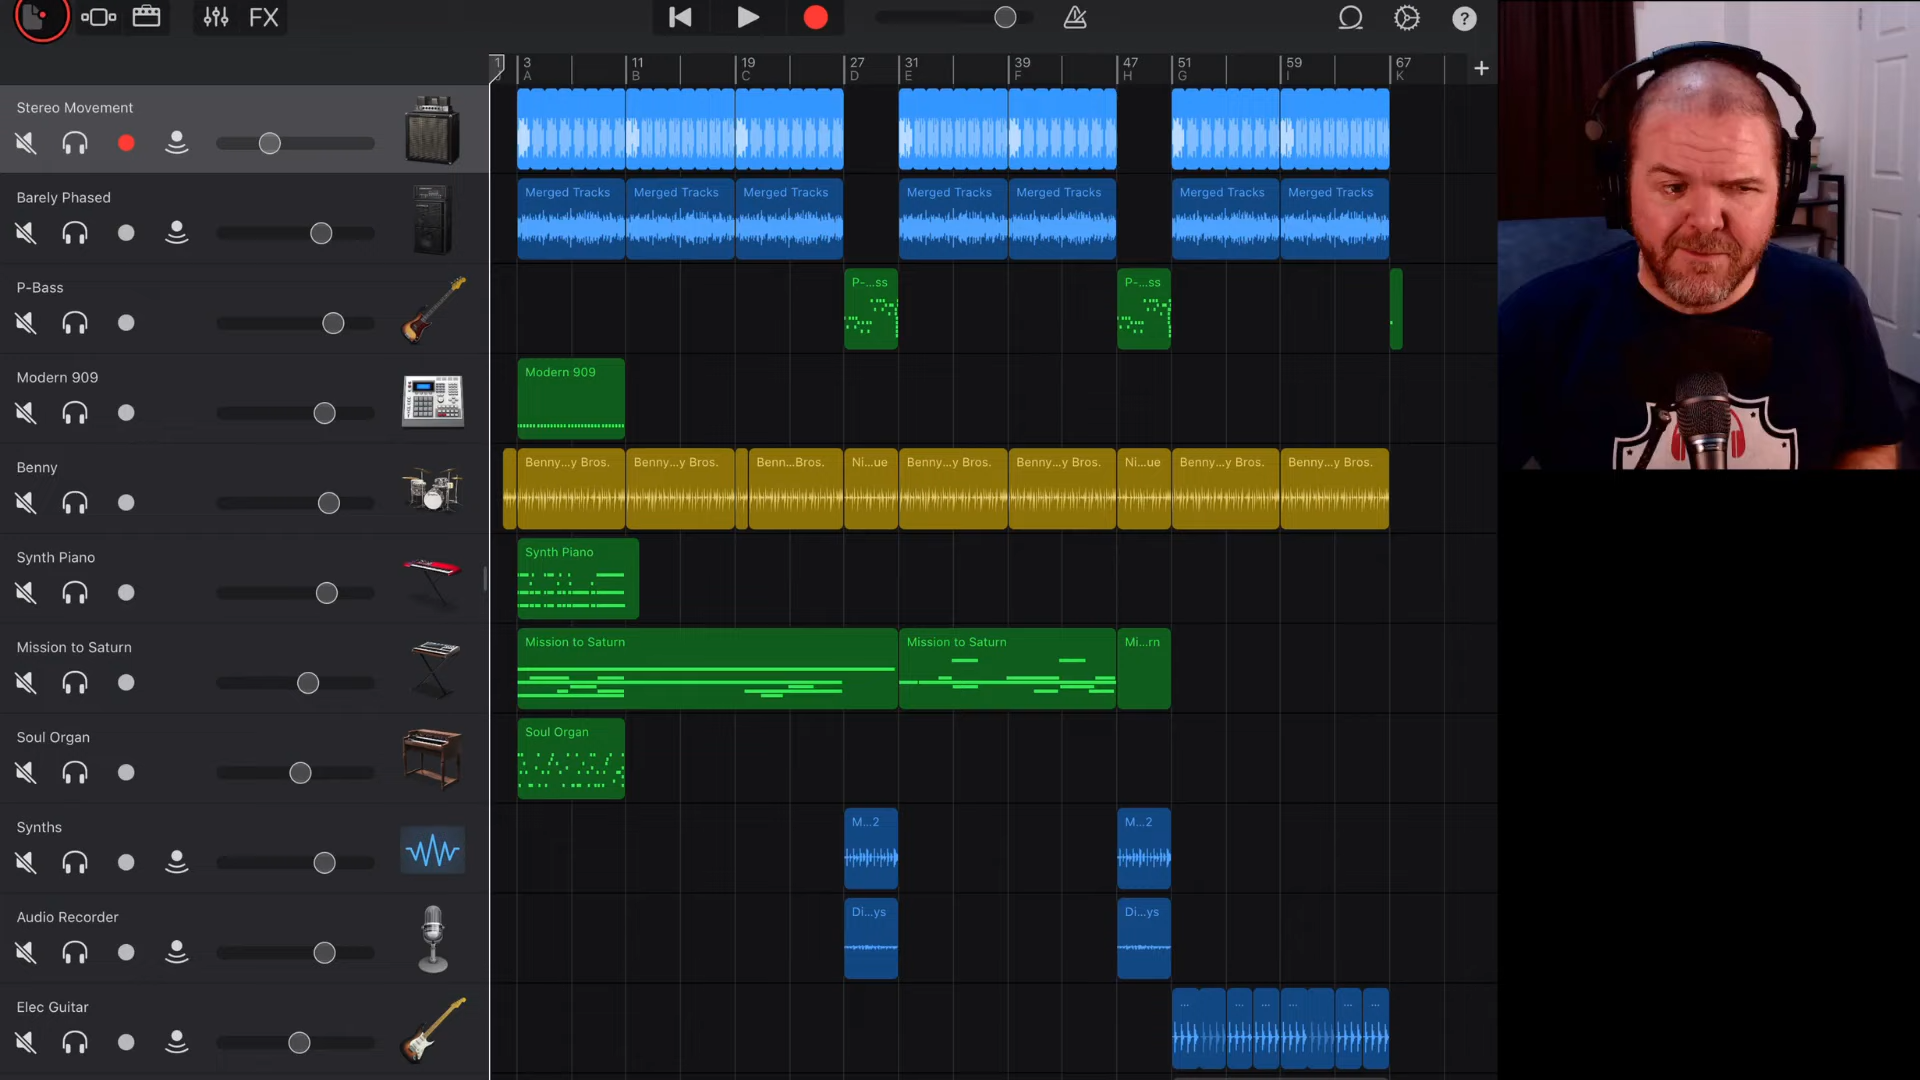 FX
?
1 3 11 19 27 31 39 47 51 59 67 +
A B C D E F H G I K
Stereo Movement
Barely Phased
Merged Tracks Merged Tracks Merged Tracks Merged Tracks Merged Tracks Merged Tracks Merged Tracks
P-Bass
P-...ss P-...ss
Modern 909
Modern 909
Benny
Benny...y Bros. Benny...y Bros. Benn...Bros. Ni...ue Benny...y Bros. Benny...y Bros. Ni...ue Benny...y Bros. Benny...y Bros.
Synth Piano
Synth Piano
Mission to Saturn
Mission to Saturn Mission to Saturn Mi...rn
Soul Organ
Soul Organ
Synths
M...2 M...2
Audio Recorder
Di...ys Di...ys
Elec Guitar
... ... ... ... ... ...